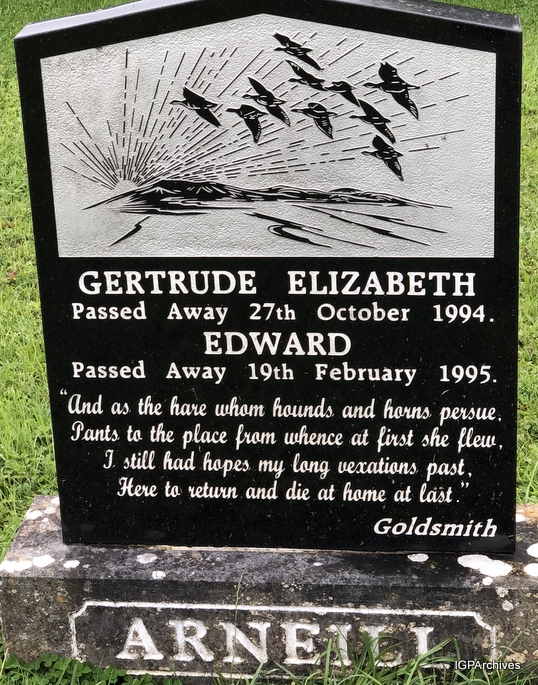 GERTRUDE ELIZABETH
Passed Away 27th October 1994.
EDWARD
Passed Away 19th February 1995.
"And as the hare whom hounds and horns persue,
Pants to the place from whence at first she flew,
I still had hopes my long vexations past,
Here to return and die at home at last."
Goldsmith
ARNEILL
IGPArchives